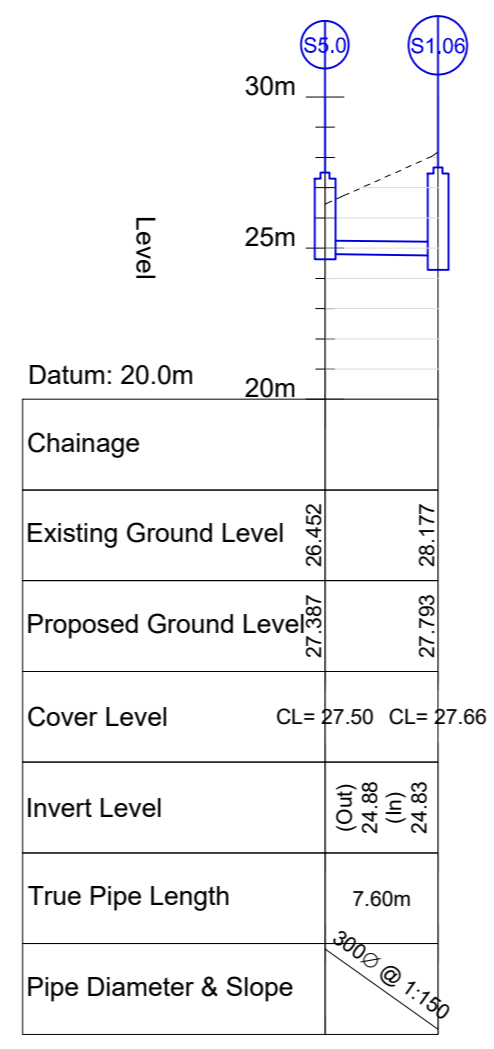 S5.0 S1.06
30m
Level
25m
Datum: 20.0m
20m
Chainage
Existing Ground Level 26.452 28.177
Proposed Ground Level 27.387 27.793
Cover Level CL= 27.50 CL= 27.66
Invert Level (Out) 24.88 (In) 24.83
True Pipe Length 7.60m
Pipe Diameter & Slope 300∅ @ 1:150